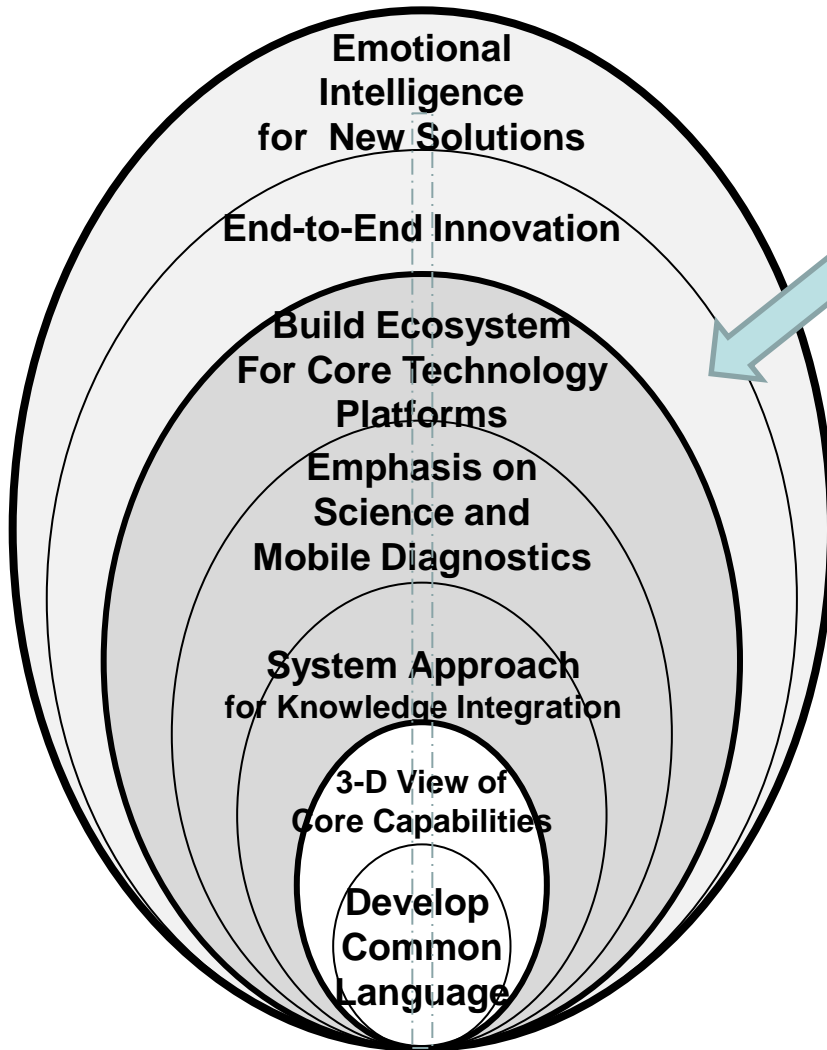 Emotional
Intelligence
for New Solutions
End-to-End Innovation
Build Ecosystem
For Core Technology
Platforms
Emphasis on
Science and
Mobile Diagnostics
System Approach
for Knowledge Integration
3-D View of
Core Capabilities
Develop
Common
Language